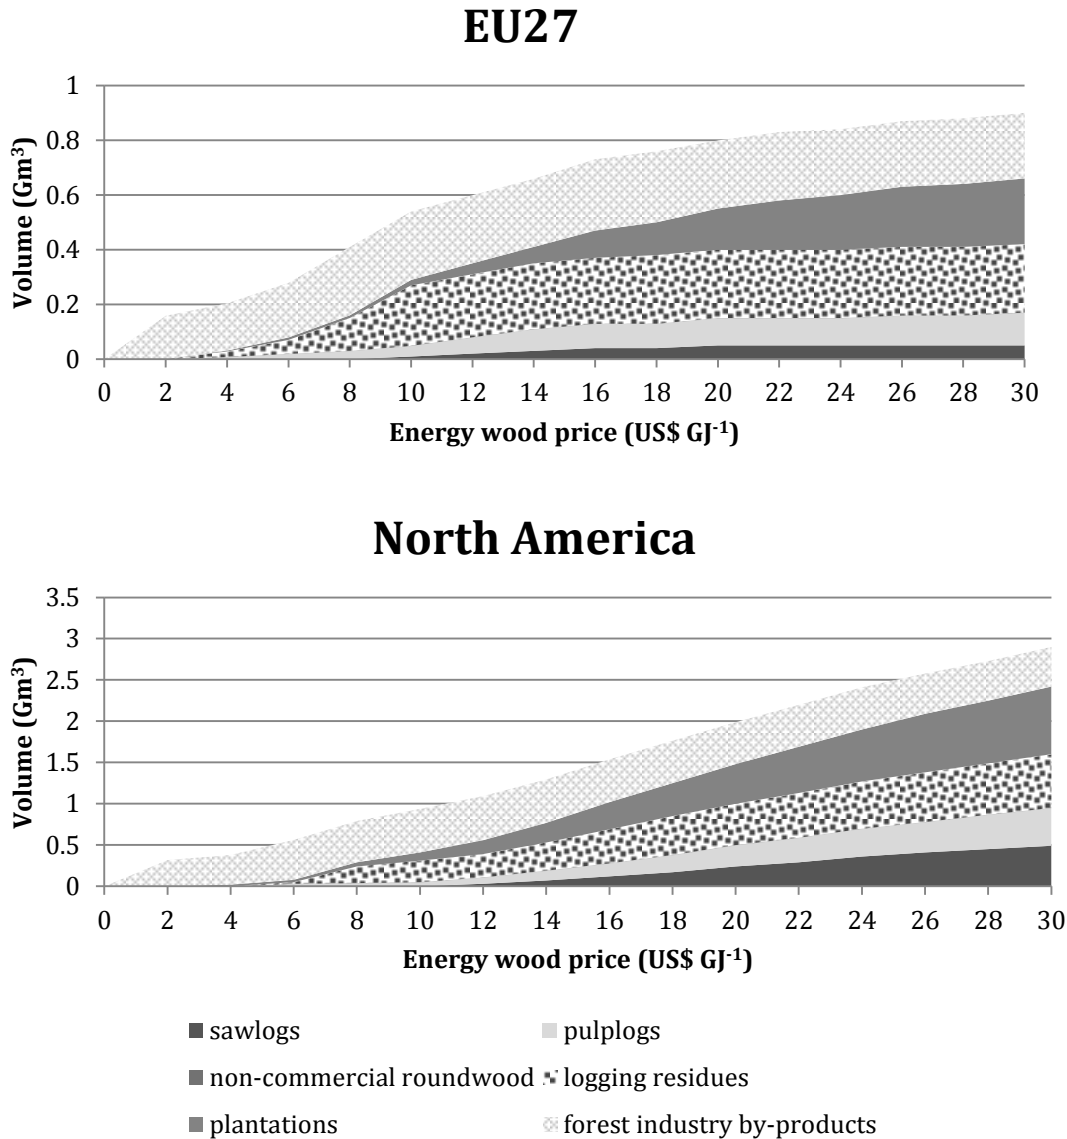 EU27
1
0.8
0.6
0.4
0.2
0
Volume (Gm³)
0 2 4 6 8 10 12 14 16 18 20 22 24 26 28 30
Energy wood price (US$ GJ⁻¹)
North America
3.5
3
2.5
2
1.5
1
0.5
0
Volume (Gm³)
0 2 4 6 8 10 12 14 16 18 20 22 24 26 28 30
Energy wood price (US$ GJ⁻¹)
sawlogs pulplogs
non-commercial roundwood logging residues
plantations forest industry by-products